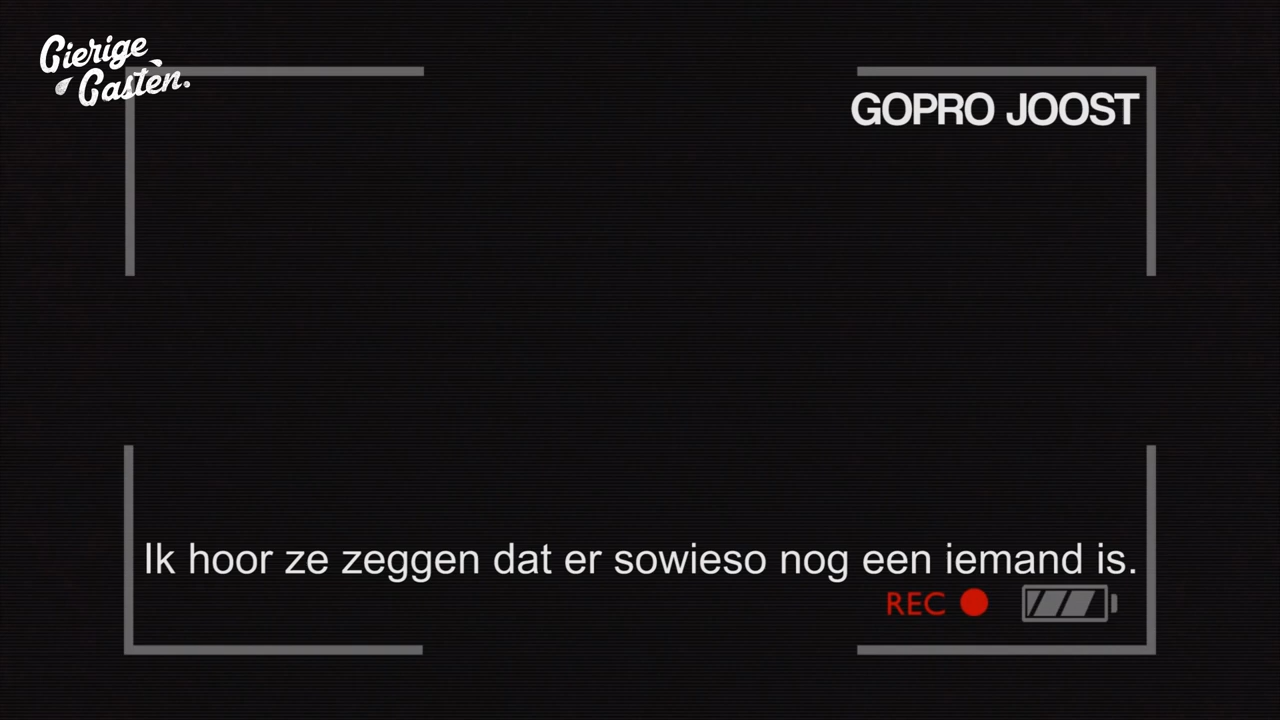 Gierige
Gasten.
GOPRO JOOST
Ik hoor ze zeggen dat er sowieso nog een iemand is.
REC